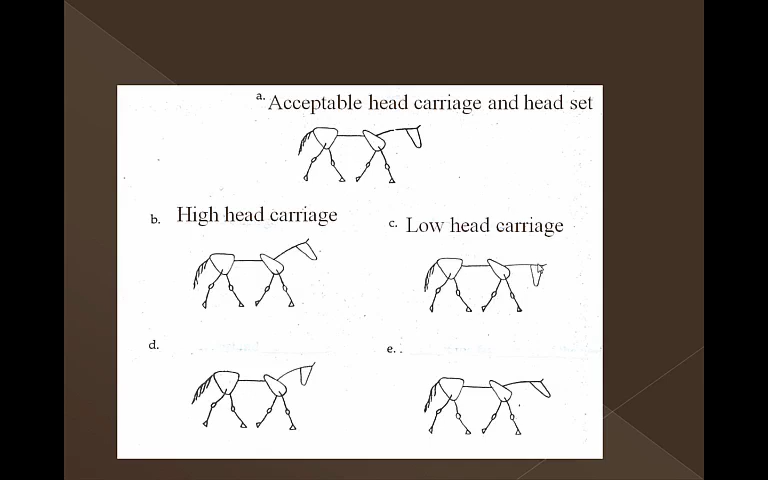 a. Acceptable head carriage and head set
b. High head carriage
c. Low head carriage
d.
e. .